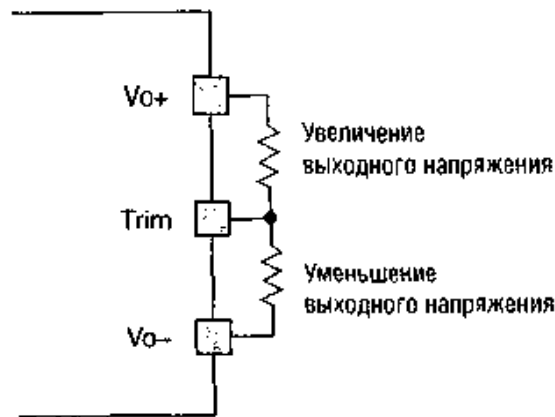 Vo+
Увеличение
выходного напряжения
Trim
Уменьшение
выходного напряжения
Vo–